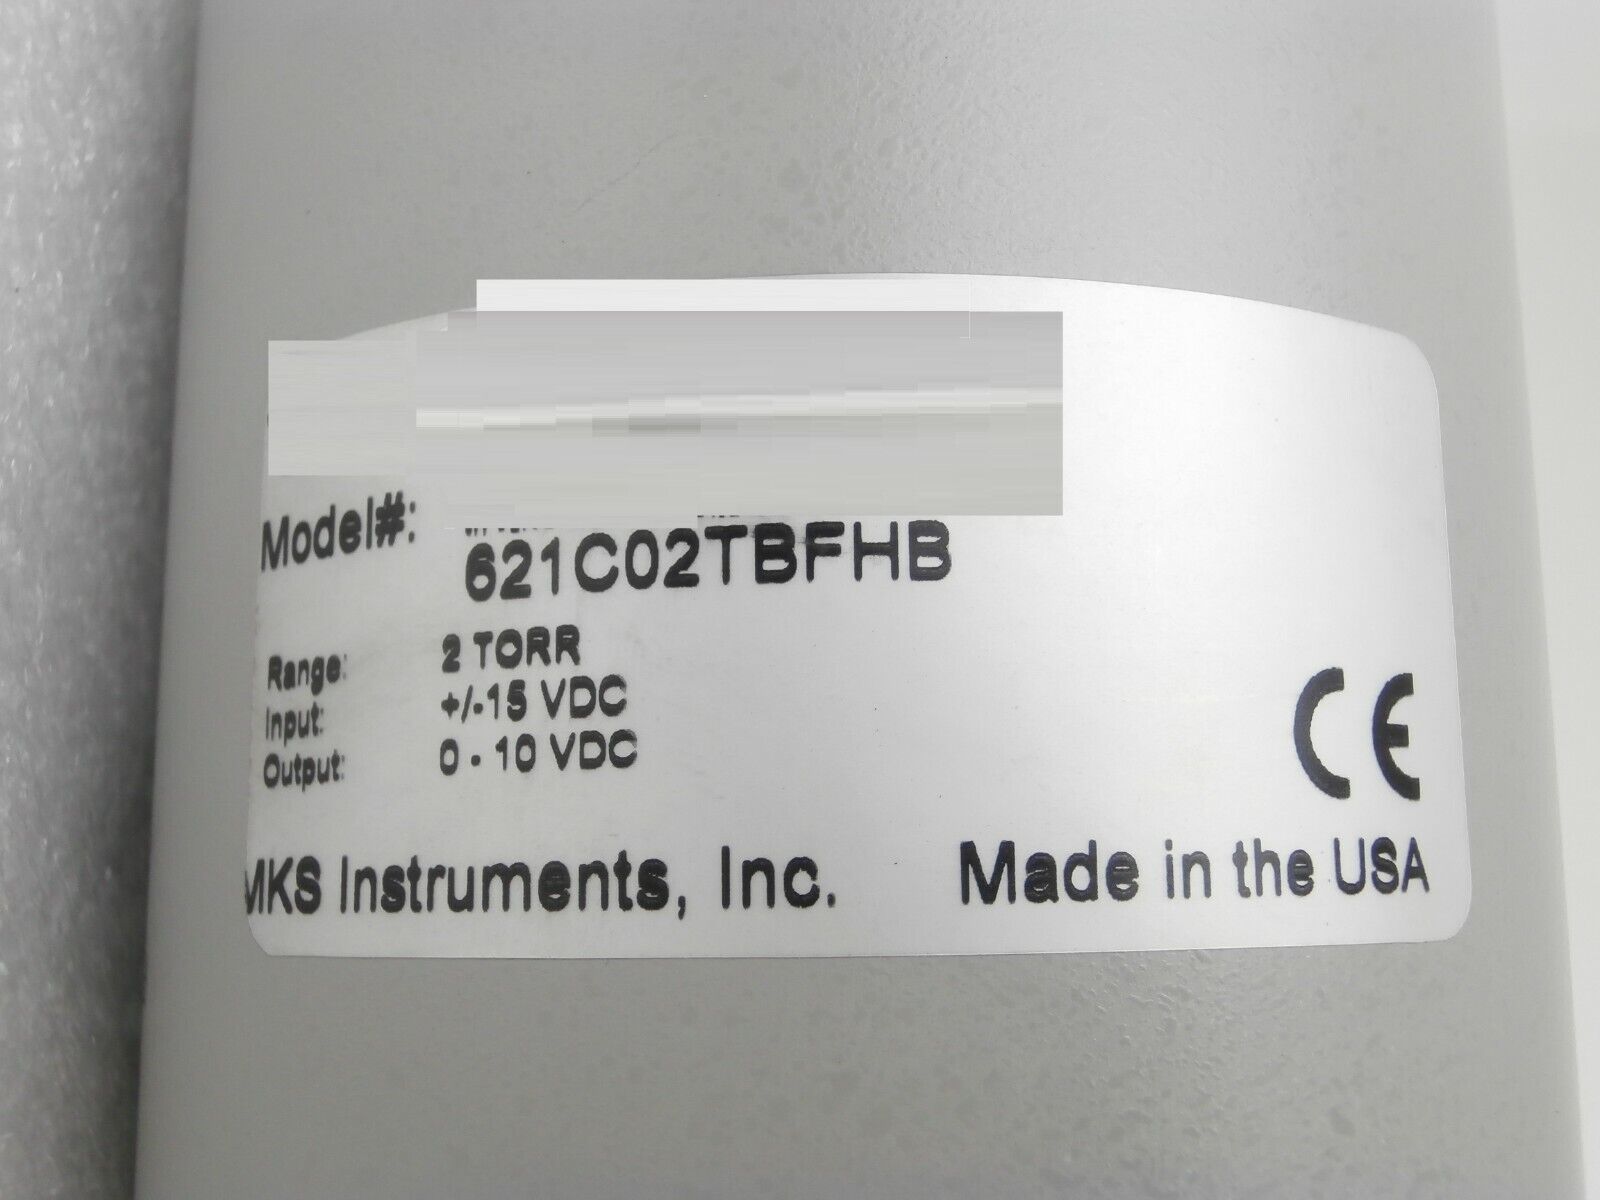 Model#: 621C02TBFHB
Range: 2 TORR
Input: +/-15 VDC
Output: 0 - 10 VDC
CE
MKS Instruments, Inc. Made in the USA